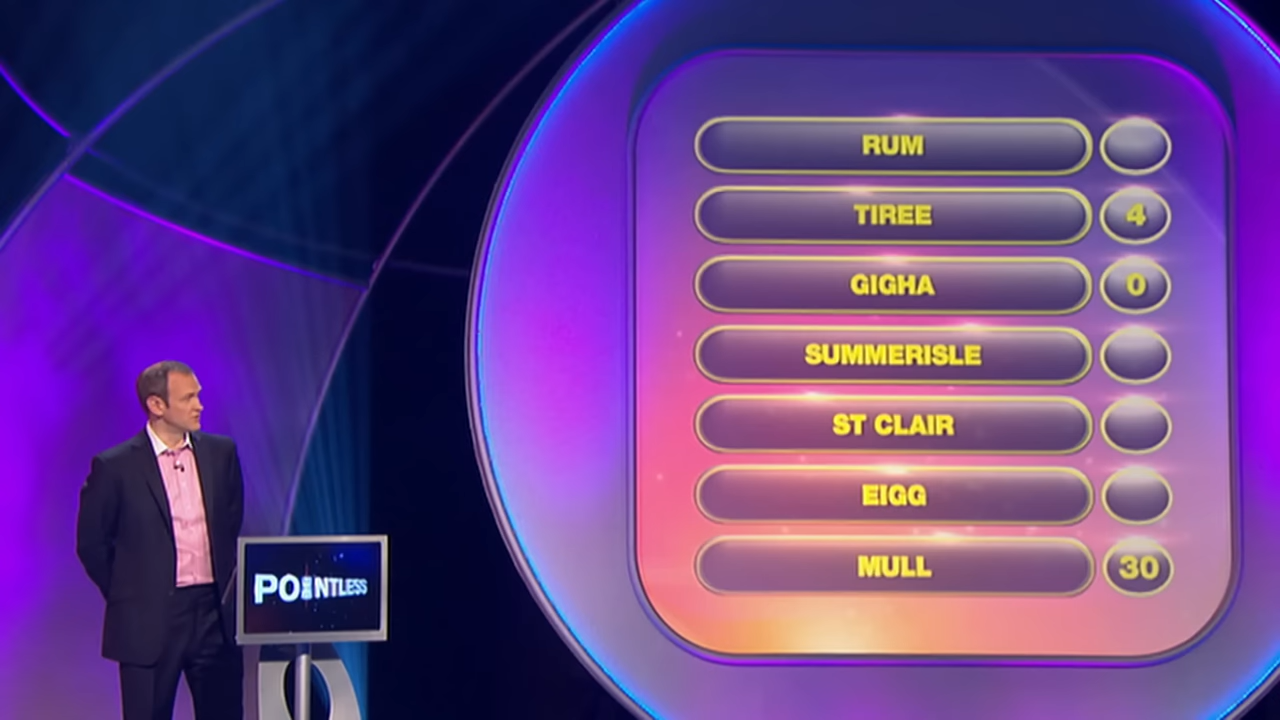 RUM
TIREE 4
GIGHA 0
SUMMERISLE
ST CLAIR
EIGG
MULL 30
POINTLESS